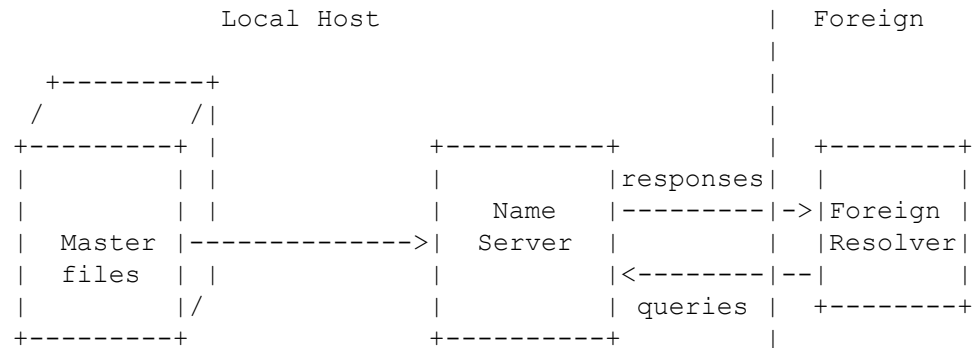 Local Host | Foreign
responses
Name Foreign
Master Server Resolver
files
queries